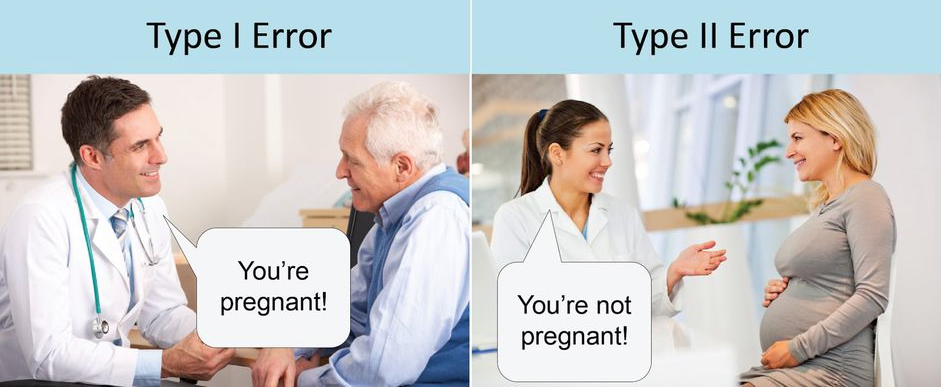 Type I Error
Type II Error
You’re
pregnant!
You’re not
pregnant!